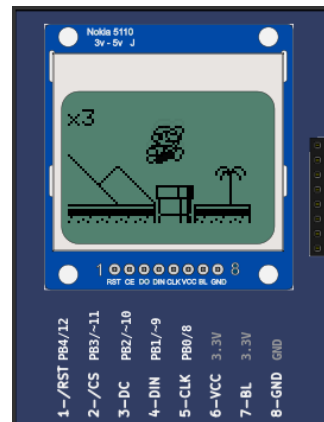 Nokia 5110
3v - 5v J
x3
1 8
RST CE DO DIN CLK VCC BL GND
1-/RST PB4/12
2-/CS PB3/~11
3-DC PB2/~10
4-DIN PB1/~9
5-CLK PB0/8
6-VCC 3.3V
7-BL 3.3V
8-GND GND